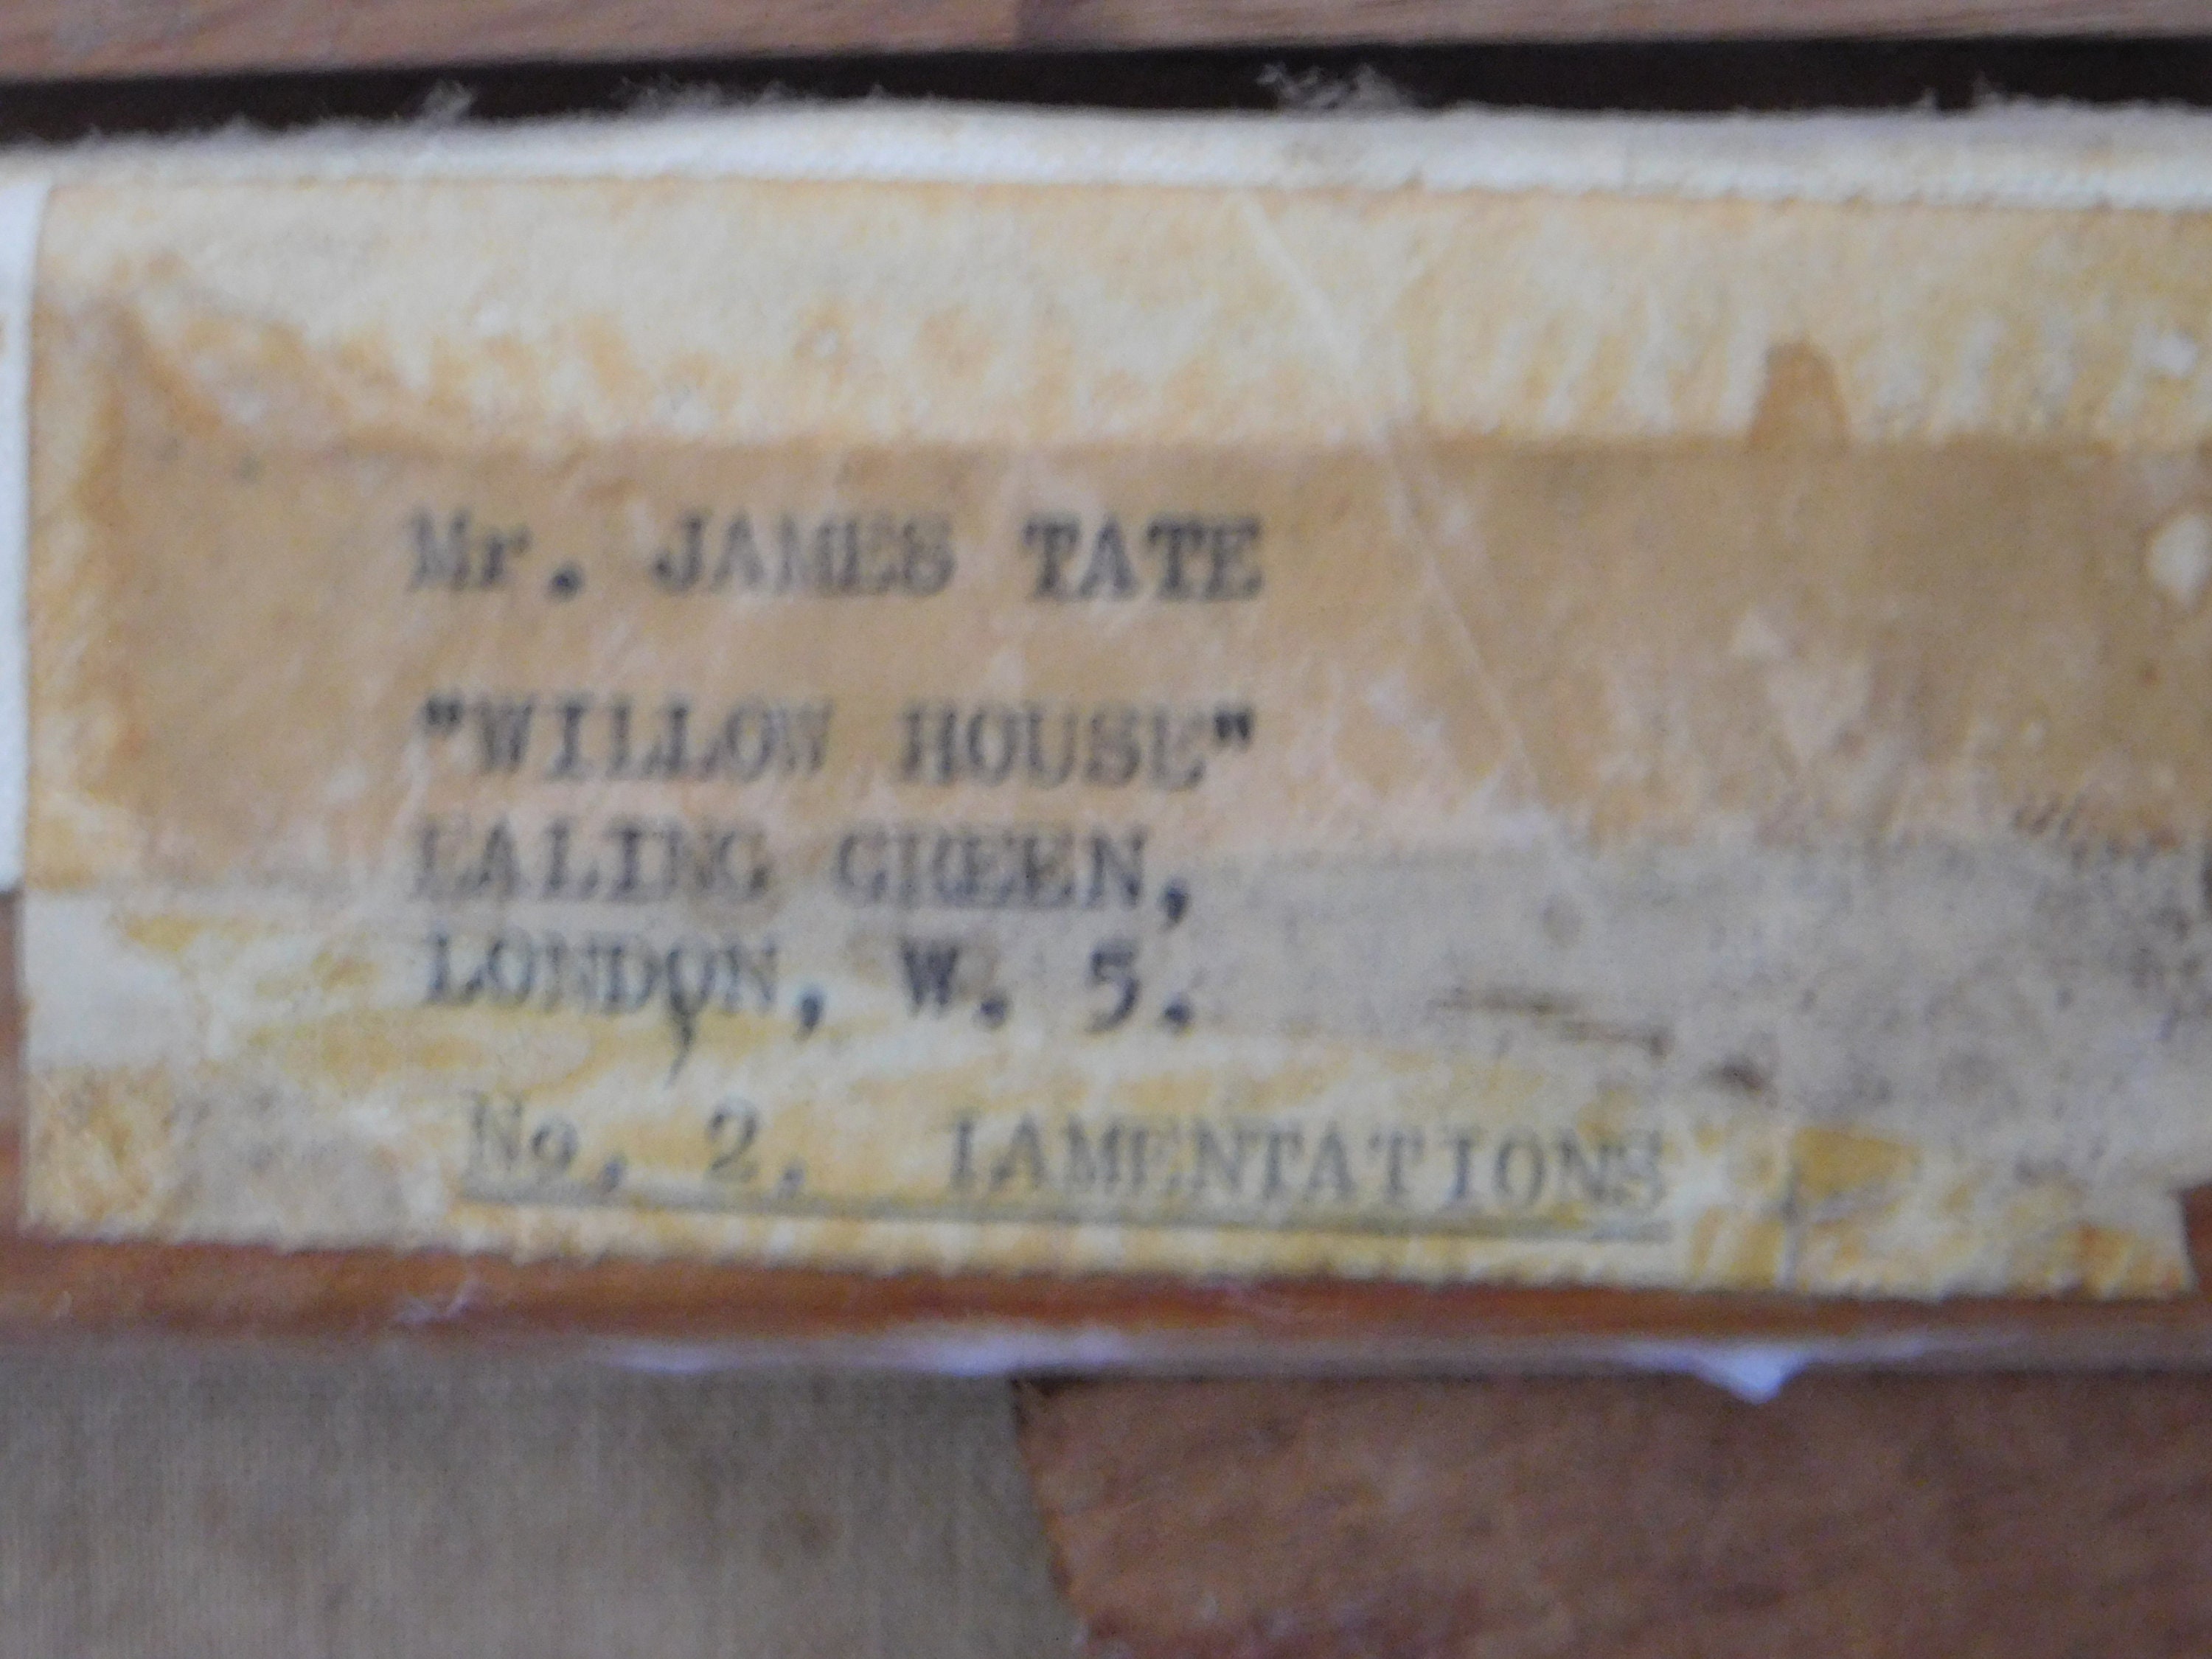 Mr. JAMES TATE
"WILLOW HOUSE"
EALING GREEN,
LONDON, W. 5.
No. 2. LAMENTATIONS